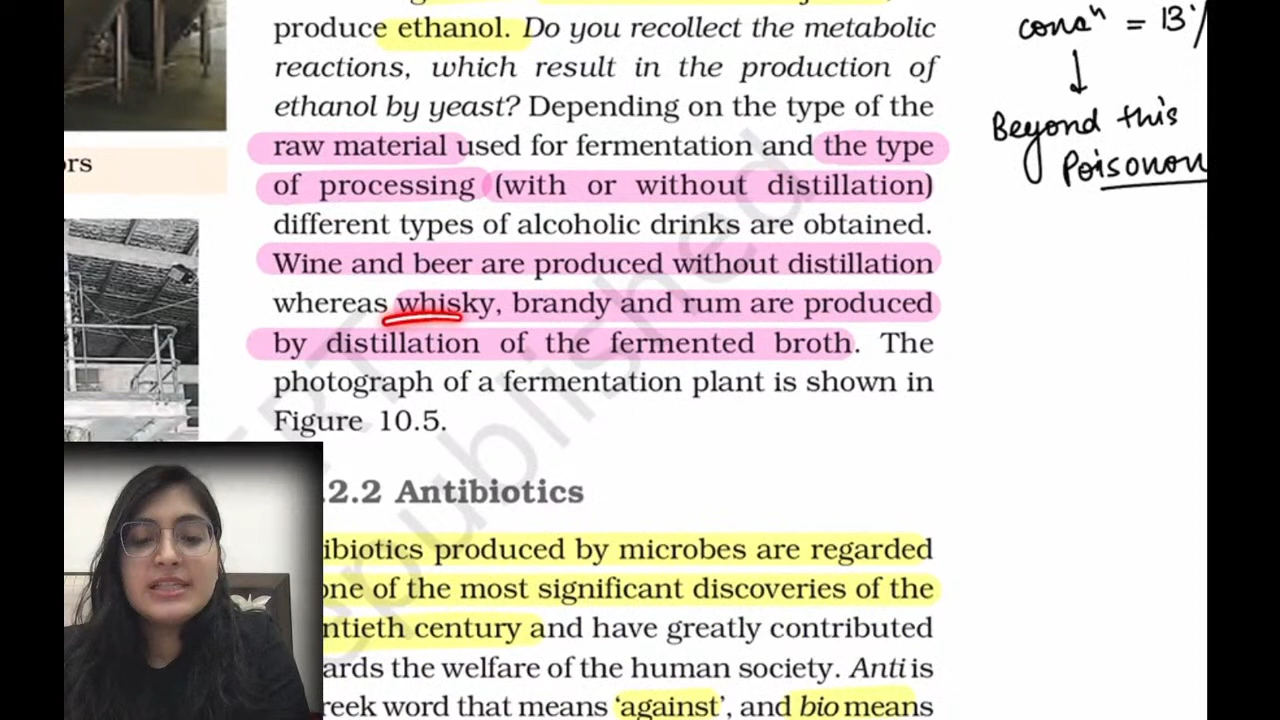 produce ethanol. Do you recollect the metabolic
reactions, which result in the production of
ethanol by yeast? Depending on the type of the
raw material used for fermentation and the type
of processing (with or without distillation)
different types of alcoholic drinks are obtained.
Wine and beer are produced without distillation
whereas whisky, brandy and rum are produced
by distillation of the fermented broth. The
photograph of a fermentation plant is shown in
Figure 10.5.
.2.2 Antibiotics
ibiotics produced by microbes are regarded
one of the most significant discoveries of the
ntieth century and have greatly contributed
ards the welfare of the human society. Anti is
reek word that means 'against', and bio means
ors
concⁿ = 13%
Beyond this
Poisonou
republished